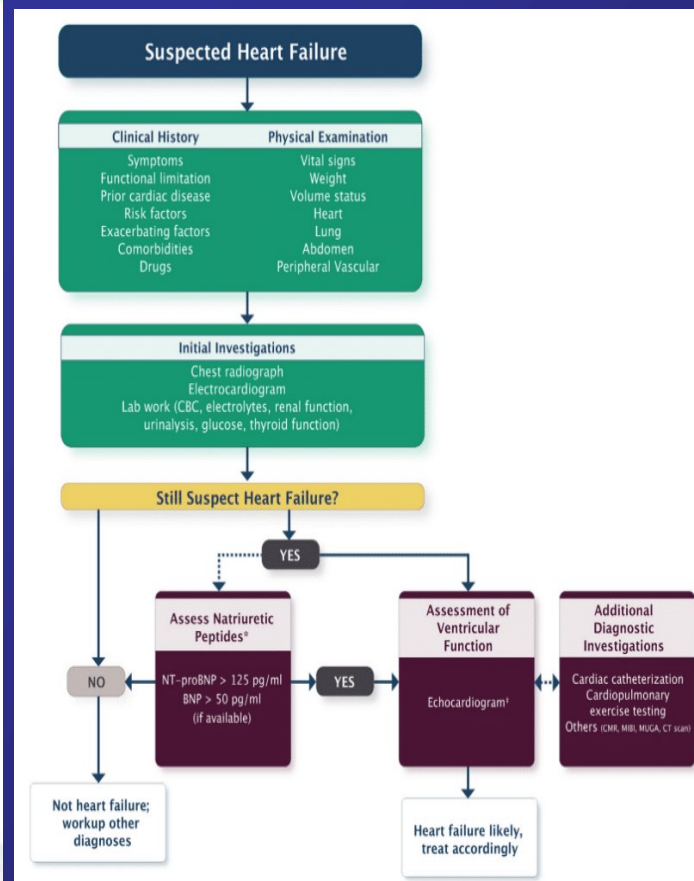 Suspected Heart Failure
Clinical History
Symptoms
Functional limitation
Prior cardiac disease
Risk factors
Exacerbating factors
Comorbidities
Drugs
Physical Examination
Vital signs
Weight
Volume status
Heart
Lung
Abdomen
Peripheral Vascular
Initial Investigations
Chest radiograph
Electrocardiogram
Lab work (CBC, electrolytes, renal function,
urinalysis, glucose, thyroid function)
Still Suspect Heart Failure?
YES
Assess Natriuretic
Peptides*
NT-proBNP > 125 pg/ml
BNP > 50 pg/ml
(if available)
NO
YES
Assessment of
Ventricular
Function
Echocardiogram‡
Additional
Diagnostic
Investigations
Cardiac catheterization
Cardiopulmonary
exercise testing
Others (CMR, MIBI, MUGA, CT scan)
Not heart failure;
workup other
diagnoses
Heart failure likely,
treat accordingly